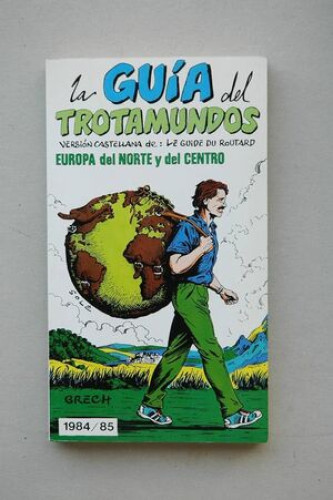 la GUÍA del
TROTAMUNDOS
VERSIÓN CASTELLANA de: LE GUIDE DU ROUTARD
EUROPA del NORTE y del CENTRO
SOLÉ
GRECH
1984/85